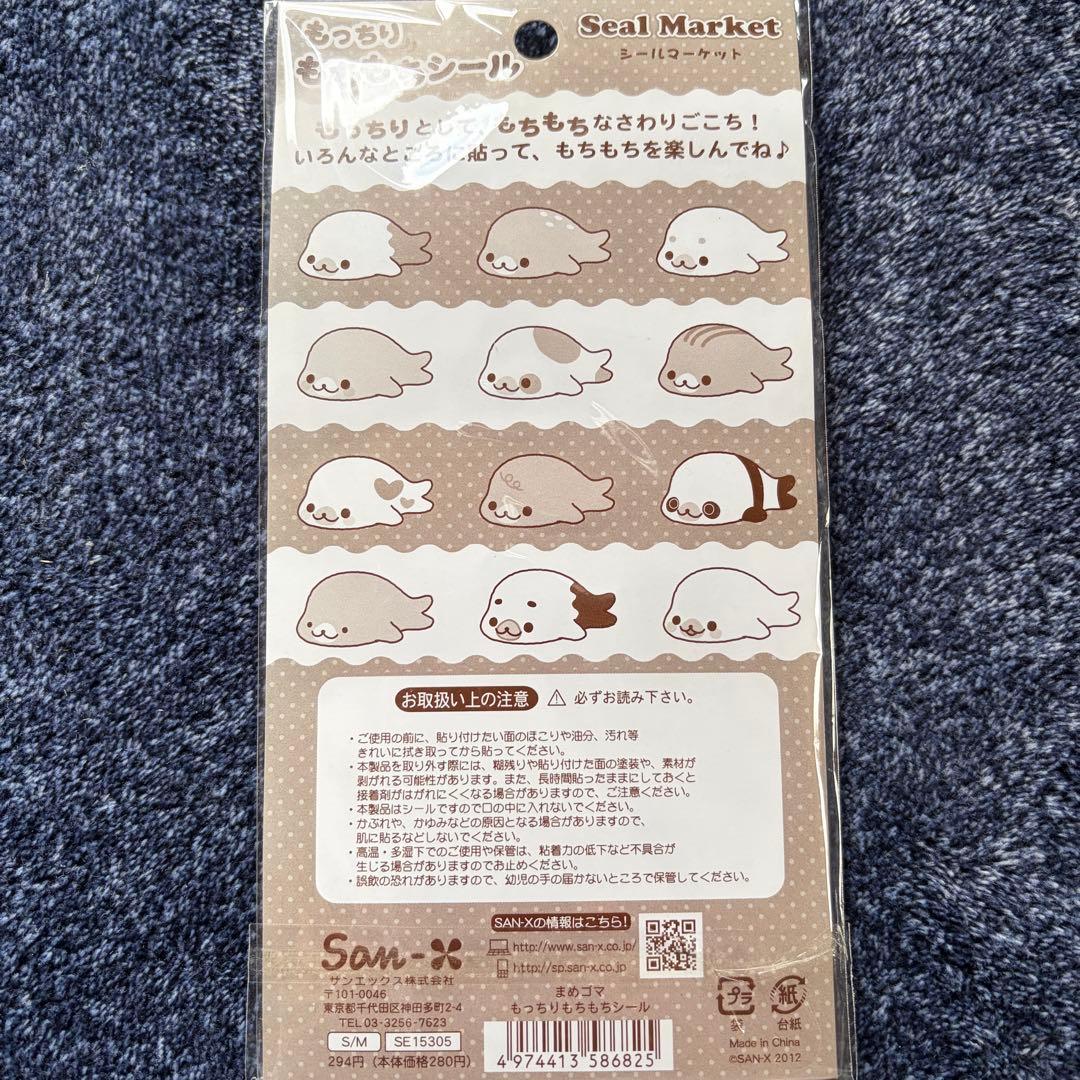 もっちり
もちもちシール
Seal Market
シールマーケット
もっちりとして、もちもちなさわりごこち！
いろんなところに貼って、もちもちを楽しんでね♪
お取扱い上の注意 ⚠ 必ずお読み下さい。
・ご使用の前に、貼り付けたい面のほこりや油分、汚れ等
きれいに拭き取ってから貼ってください。
・本製品を取り外す際には、糊残りや貼り付けた面の塗装や、素材が
剥がれる可能性があります。また、長時間貼ったままにしておくと
接着剤がはがれにくくなる場合がありますので、ご注意ください。
・本製品はシールですので口の中に入れないでください。
・かぶれや、かゆみなどの原因となる場合がありますので、
肌に貼るなどしないでください。
・高温・多湿下でのご使用や保管は、粘着力の低下など不具合が
生じる場合がありますのでお止めください。
・誤飲の恐れがありますので、幼児の手の届かないところで保管してください。
SAN-Xの情報はこちら！
http://www.san-x.co.jp/
http://sp.san-x.co.jp
San-X
サンエックス株式会社
〒101-0046
東京都千代田区神田多町2-4
TEL 03-3256-7623
S/M SE15305
294円（本体価格280円）
まめゴマ
もっちりもちもちシール
4 974413 586825
プラ
袋
紙
台紙
Made in China
©SAN-X 2012